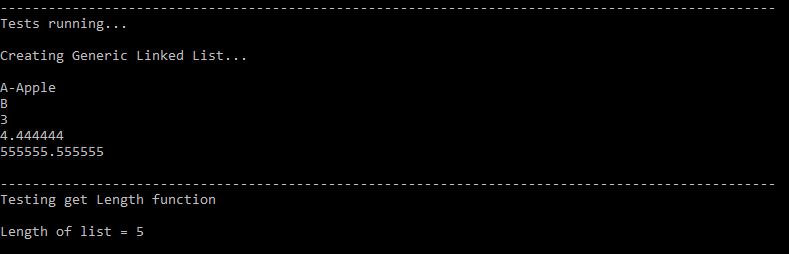 -------------------------------------------------------------------------------------------------
Tests running...
Creating Generic Linked List...
A-Apple
B
3
4.444444
555555.555555
-------------------------------------------------------------------------------------------------
Testing get Length function
Length of list = 5